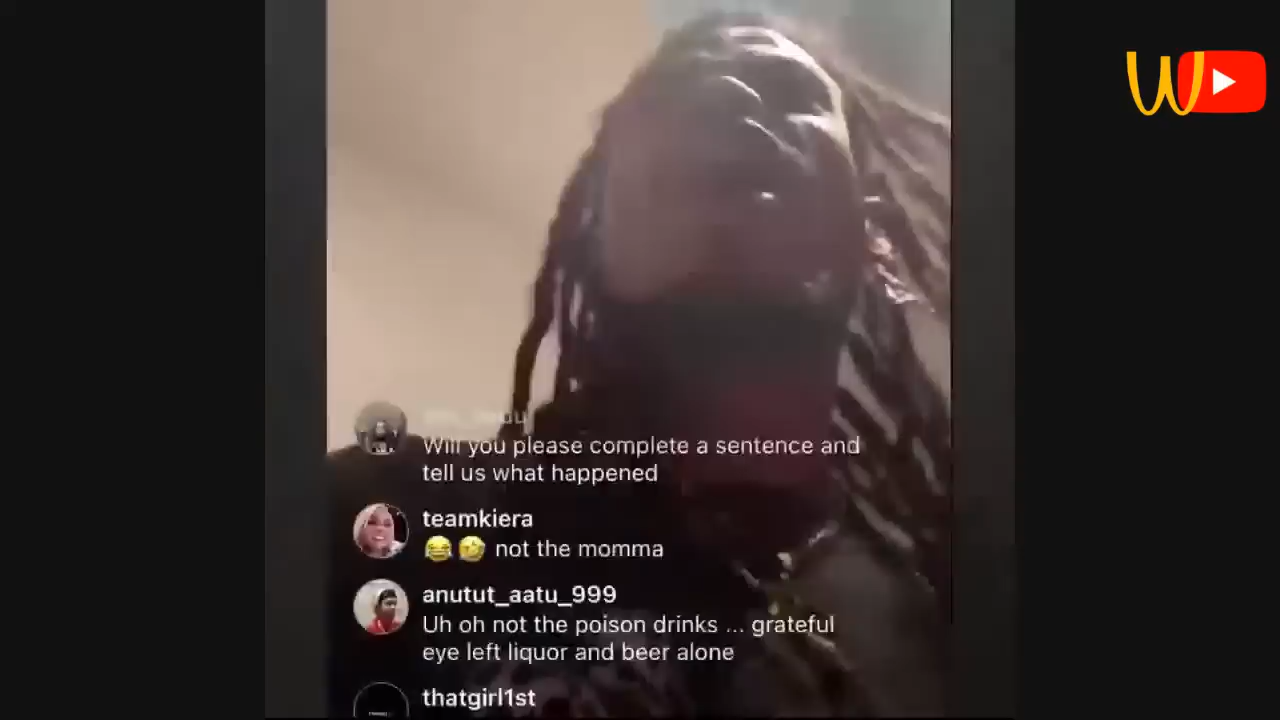 Will you please complete a sentence and
tell us what happened
teamkiera
😂🤣 not the momma
anutut_aatu_999
Uh oh not the poison drinks ... grateful
eye left liquor and beer alone
thatgirl1st